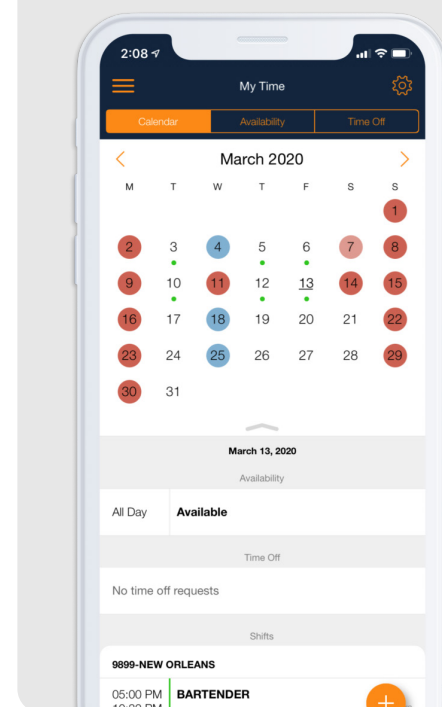 2:08
My Time
Calendar Availability Time Off
March 2020
M T W T F S S
1
2 3 4 5 6 7 8
9 10 11 12 13 14 15
16 17 18 19 20 21 22
23 24 25 26 27 28 29
30 31
March 13, 2020
Availability
All Day Available
Time Off
No time off requests
Shifts
9899-NEW ORLEANS
05:00 PM BARTENDER